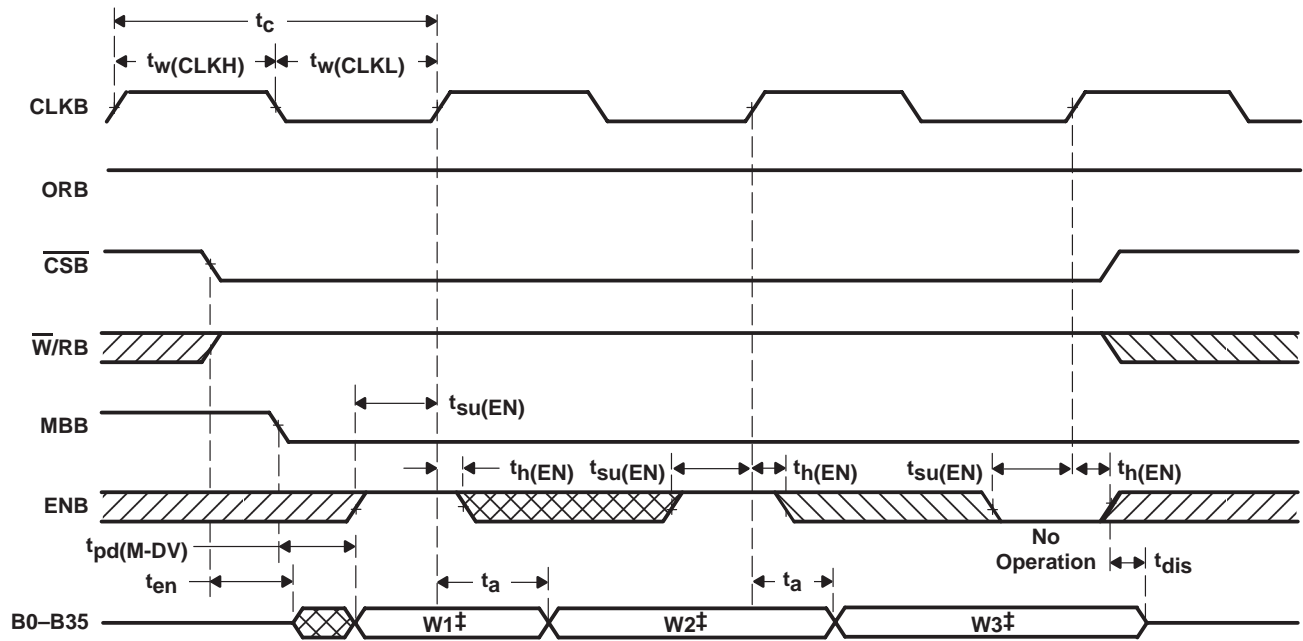 tc
tw(CLKH)
tw(CLKL)
CLKB
ORB
CSB
W/RB
tsu(EN)
MBB
th(EN)
tsu(EN)
th(EN)
tsu(EN)
th(EN)
ENB
No
Operation
tpd(M-DV)
tdis
ten
ta
ta
B0–B35
W1‡
W2‡
W3‡